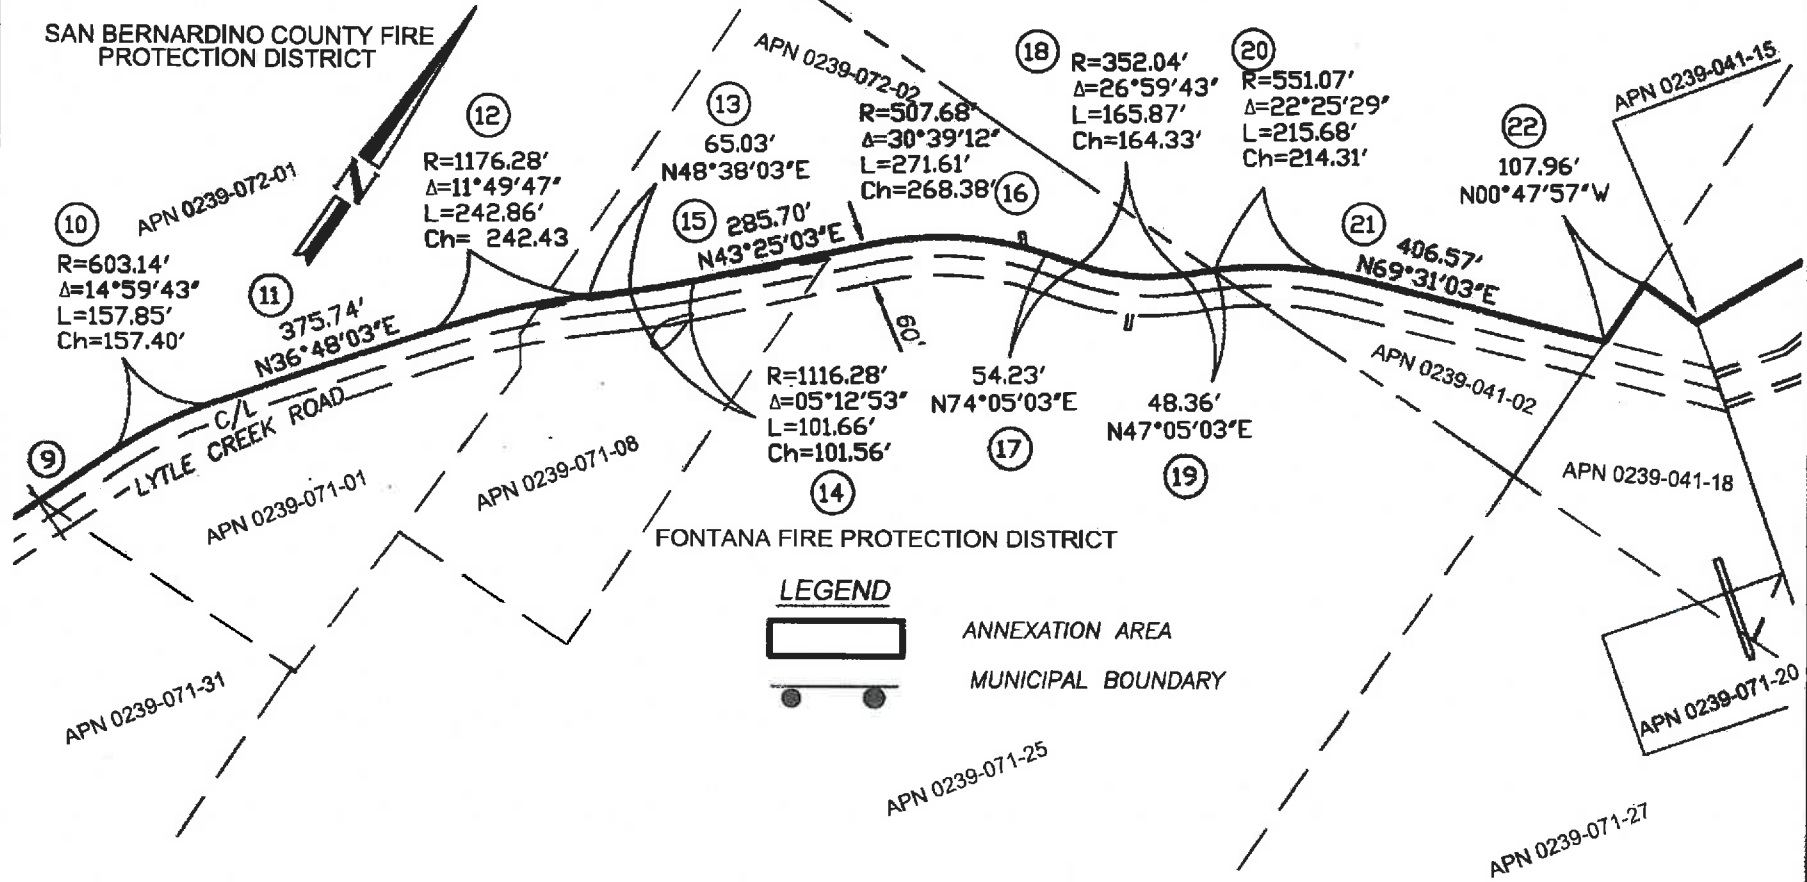 SAN BERNARDINO COUNTY FIRE
PROTECTION DISTRICT
N
APN 0239-072-01
10
R=603.14'
Δ=14°59'43"
L=157.85'
Ch=157.40'
11
375.74'
N36°48'03"E
12
R=1176.28'
Δ=11°49'47"
L=242.86'
Ch= 242.43
13
65.03'
N48°38'03"E
15
285.70'
N43°25'03"E
APN 0239-072-02
R=507.68'
Δ=30°39'12"
L=271.61'
Ch=268.38'
16
18
R=352.04'
Δ=26°59'43"
L=165.87'
Ch=164.33'
20
R=551.07'
Δ=22°25'29"
L=215.68'
Ch=214.31'
21
406.57'
N69°31'03"E
22
107.96'
N00°47'57"W
APN 0239-041-15
9
C/L
LYTLE CREEK ROAD
60'
R=1116.28'
Δ=05°12'53"
L=101.66'
Ch=101.56'
14
54.23'
N74°05'03"E
17
48.36'
N47°05'03"E
19
APN 0239-041-02
APN 0239-041-18
APN 0239-071-01
APN 0239-071-08
FONTANA FIRE PROTECTION DISTRICT
LEGEND
ANNEXATION AREA
MUNICIPAL BOUNDARY
APN 0239-071-31
APN 0239-071-25
APN 0239-071-20
APN 0239-071-27